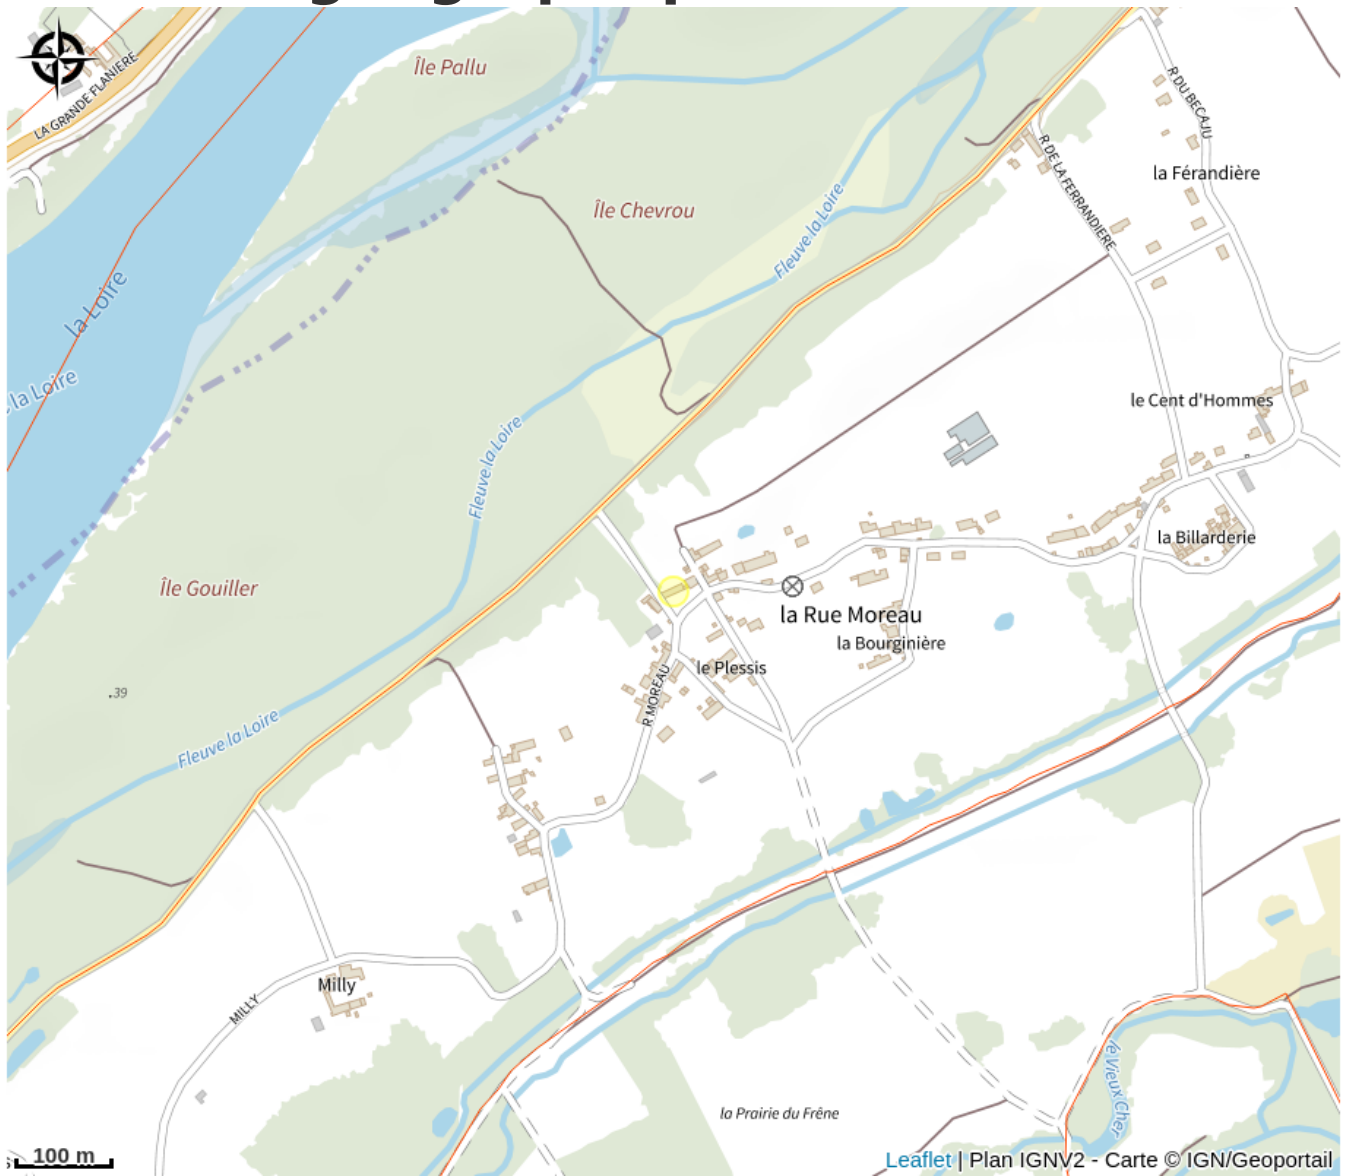 LA GRANDE FLANIERE
Île Pallu
R DU BECAJU
la Férandière
R DE LA FERRANDIERE
Île Chevrou
Fleuve la Loire
la Loire
la Loire
le Cent d'Hommes
Fleuve la Loire
la Billarderie
Île Gouiller
la Rue Moreau
la Bourginière
le Plessis
R MOREAU
.39
Fleuve la Loire
Milly
MILLY
le Vieux Cher
la Prairie du Frêne
100 m
Leaflet | Plan IGNV2 - Carte © IGN/Geoportail